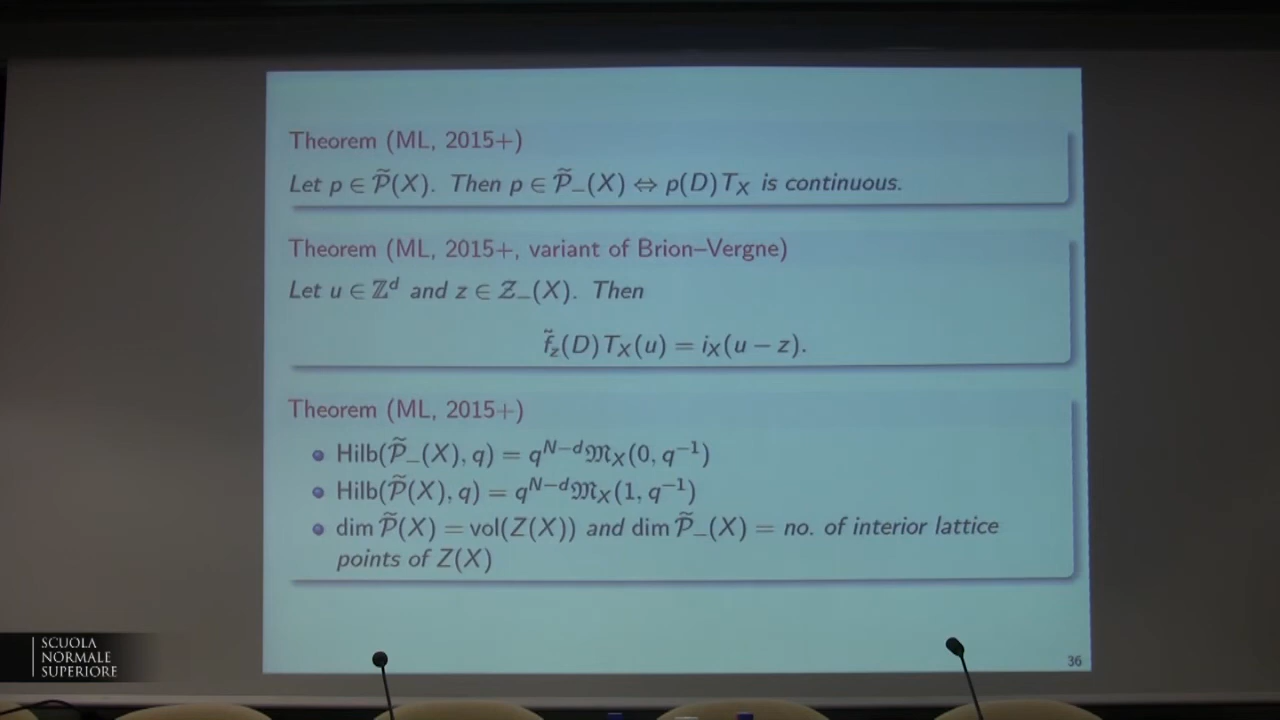 Theorem (ML, 2015+)
Let p ∈ P̃(X). Then p ∈ P̃₋(X) ⇔ p(D)T_X is continuous.
Theorem (ML, 2015+, variant of Brion–Vergne)
Let u ∈ ℤᵈ and z ∈ Z₋(X). Then
f̃_z(D)T_X(u) = i_X(u − z).
Theorem (ML, 2015+)
Hilb(P̃₋(X), q) = q^{N−d}𝔐_X(0, q⁻¹)
Hilb(P̃(X), q) = q^{N−d}𝔐_X(1, q⁻¹)
dim P̃(X) = vol(Z(X)) and dim P̃₋(X) = no. of interior lattice
points of Z(X)
36
SCUOLA
NORMALE
SUPERIORE